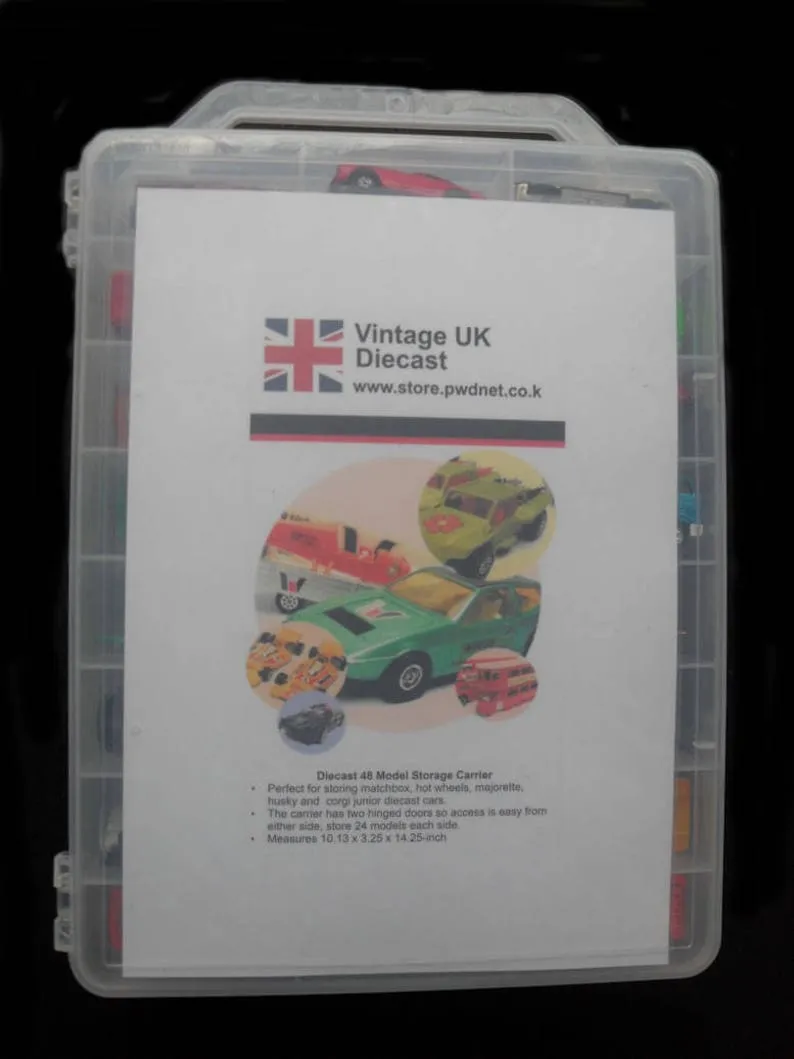 Vintage UK
Diecast
www.store.pwdnet.co.k
Diecast 48 Model Storage Carrier
• Perfect for storing matchbox, hot wheels, majorette,
husky and corgi junior diecast cars.
• The carrier has two hinged doors so access is easy from
either side, store 24 models each side.
• Measures 10.13 x 3.25 x 14.25-inch